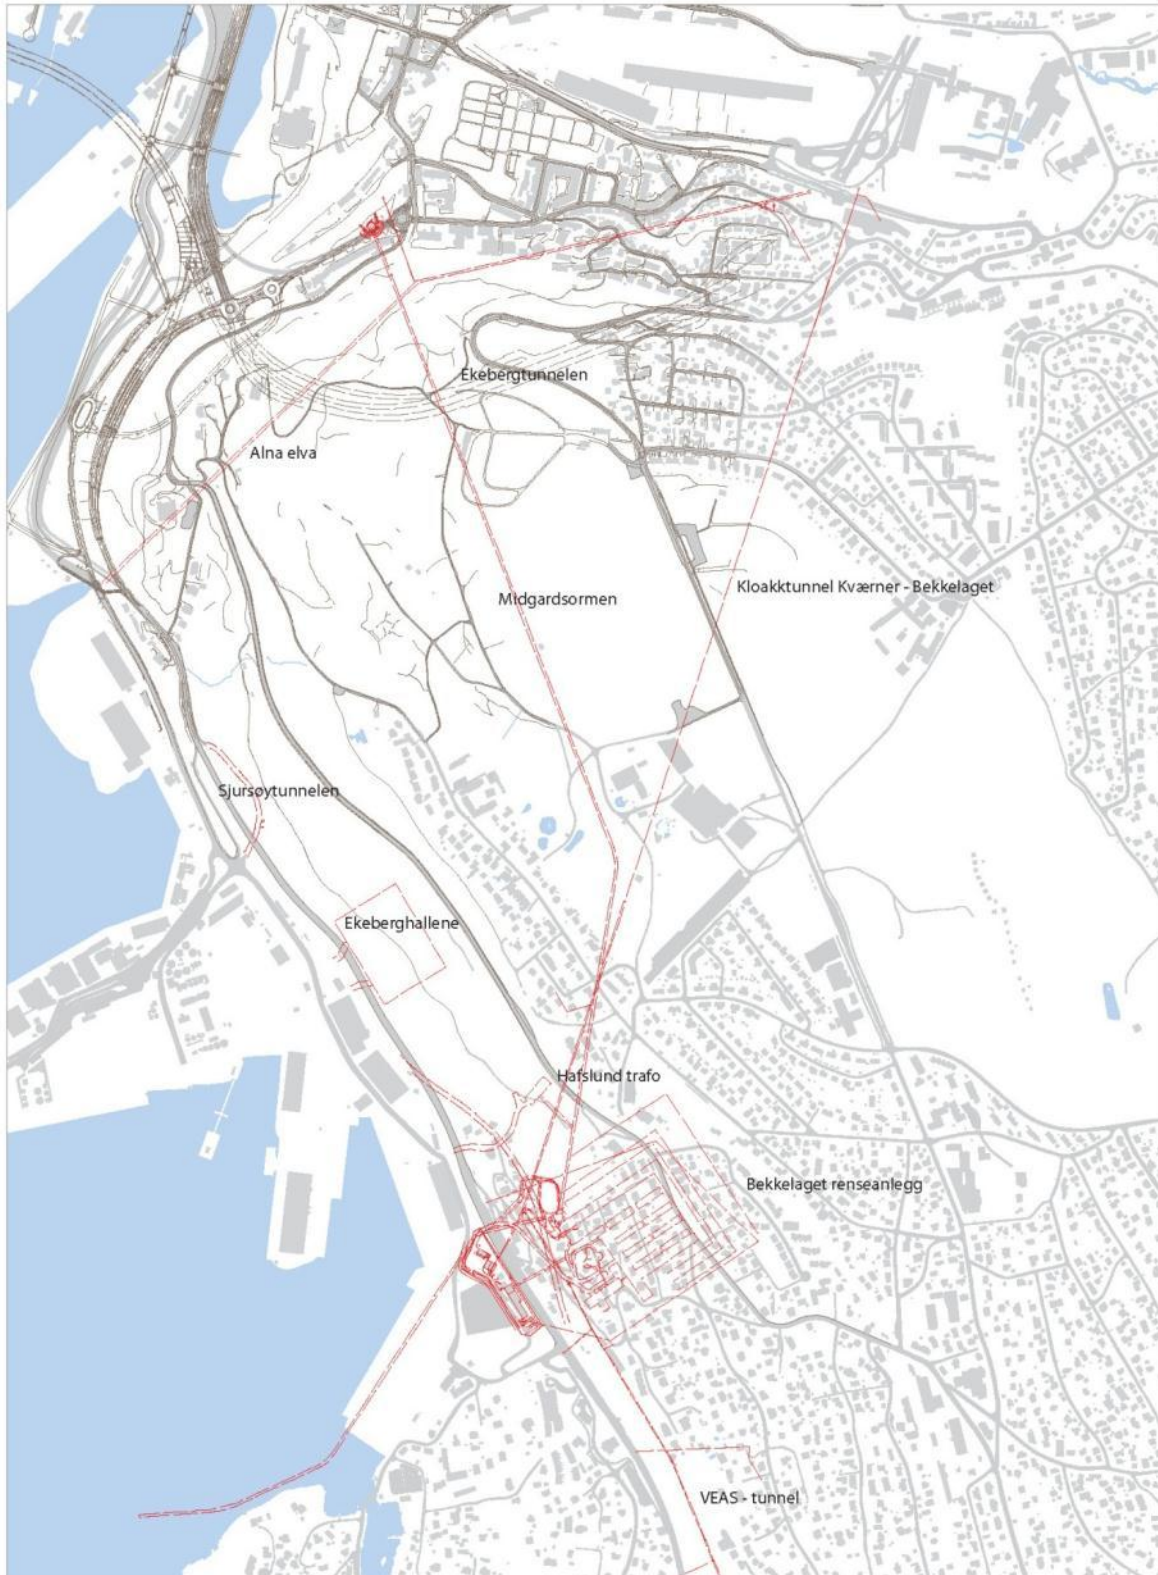 Ekebergtunnelen
Alna elva
Kloakktunnel Kværner - Bekkelaget
Midgardsormen
Sjursøytunnelen
Ekeberghallene
Hafslund trafo
Bekkelaget renseanlegg
VEAS - tunnel